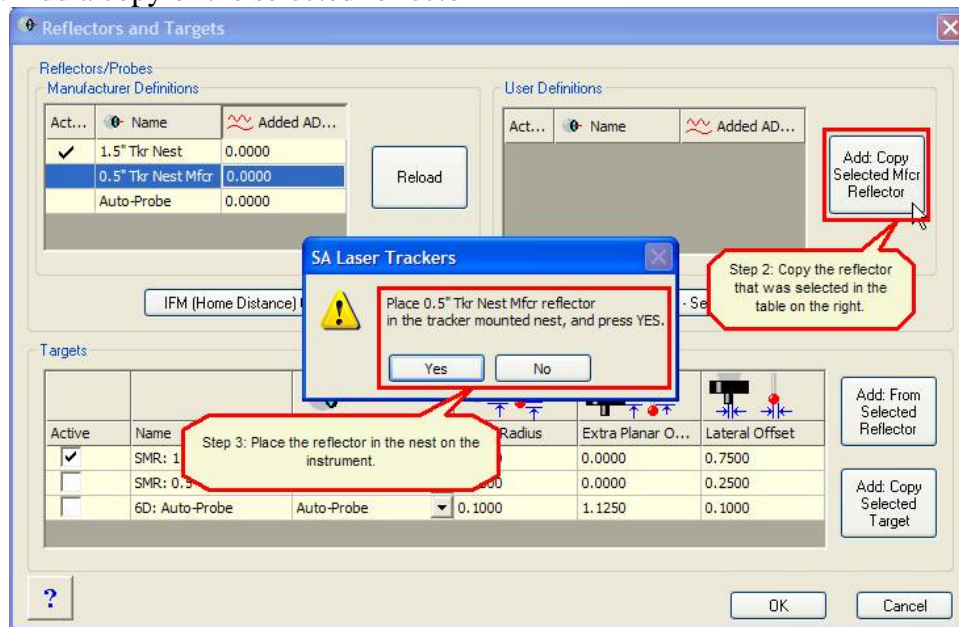 Reflectors and Targets
Reflectors/Probes
Manufacturer Definitions
Act... Name Added AD...
1.5" Tkr Nest 0.0000
0.5" Tkr Nest Mfcr 0.0000
Auto-Probe 0.0000
Reload
User Definitions
Act... Name Added AD...
Add: Copy
Selected Mfcr
Reflector
Step 2: Copy the reflector
that was selected in the
table on the right.
IFM (Home Distance)
SA Laser Trackers
Place 0.5" Tkr Nest Mfcr reflector
in the tracker mounted nest, and press YES.
Yes No
Step 3: Place the reflector in the nest on the
instrument.
Targets
Active Name Radius Extra Planar O... Lateral Offset
SMR: 1 0.0000 0.7500
SMR: 0.5 0.0000 0.2500
6D: Auto-Probe Auto-Probe 0.1000 1.1250 0.1000
Add: From
Selected
Reflector
Add: Copy
Selected
Target
?
OK Cancel